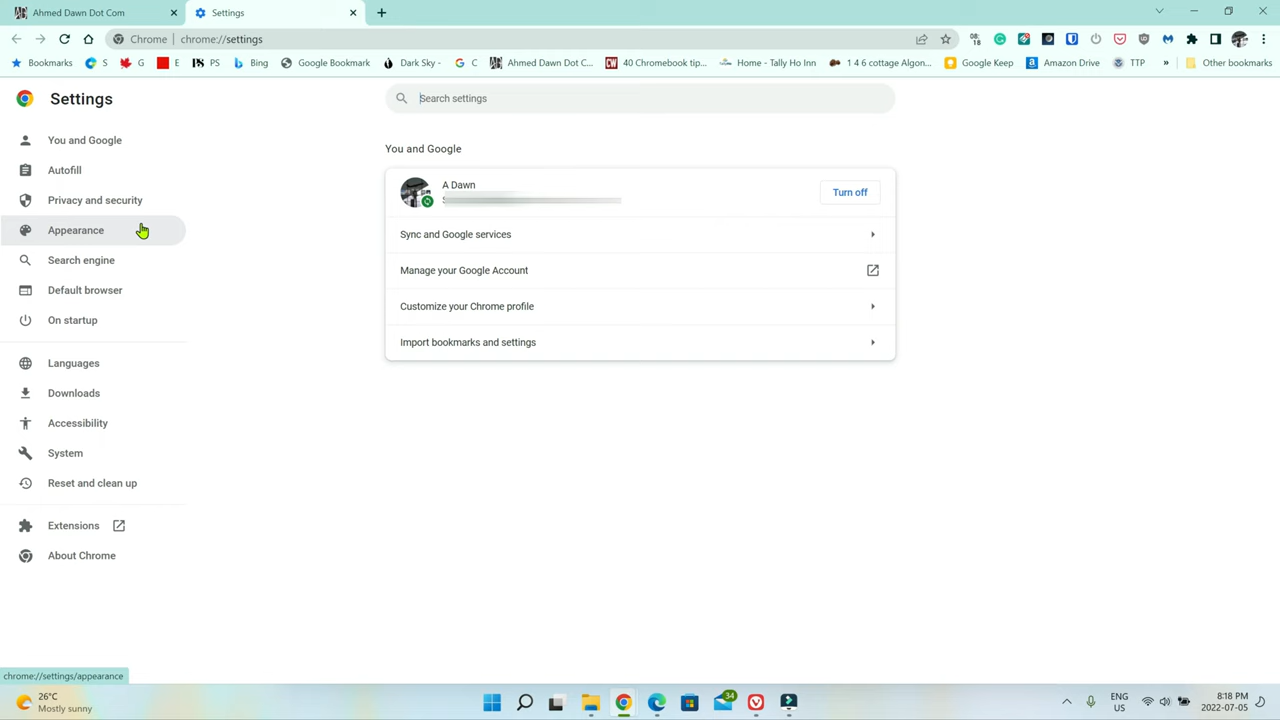 Ahmed Dawn Dot Com
Settings
Chrome | chrome://settings
8:18
Bookmarks S G E PS Bing Google Bookmark Dark Sky - G C Ahmed Dawn Dot C... 40 Chromebook tip... Home - Tally Ho Inn 1 4 6 cottage Algon... Google Keep Amazon Drive TTP » Other bookmarks
Settings
Search settings
You and Google
Autofill
Privacy and security
Appearance
Search engine
Default browser
On startup
Languages
Downloads
Accessibility
System
Reset and clean up
Extensions
About Chrome
You and Google
A Dawn
Turn off
Sync and Google services
Manage your Google Account
Customize your Chrome profile
Import bookmarks and settings
chrome://settings/appearance
26°C
Mostly sunny
34
ENG
US
8:18 PM
2022-07-05